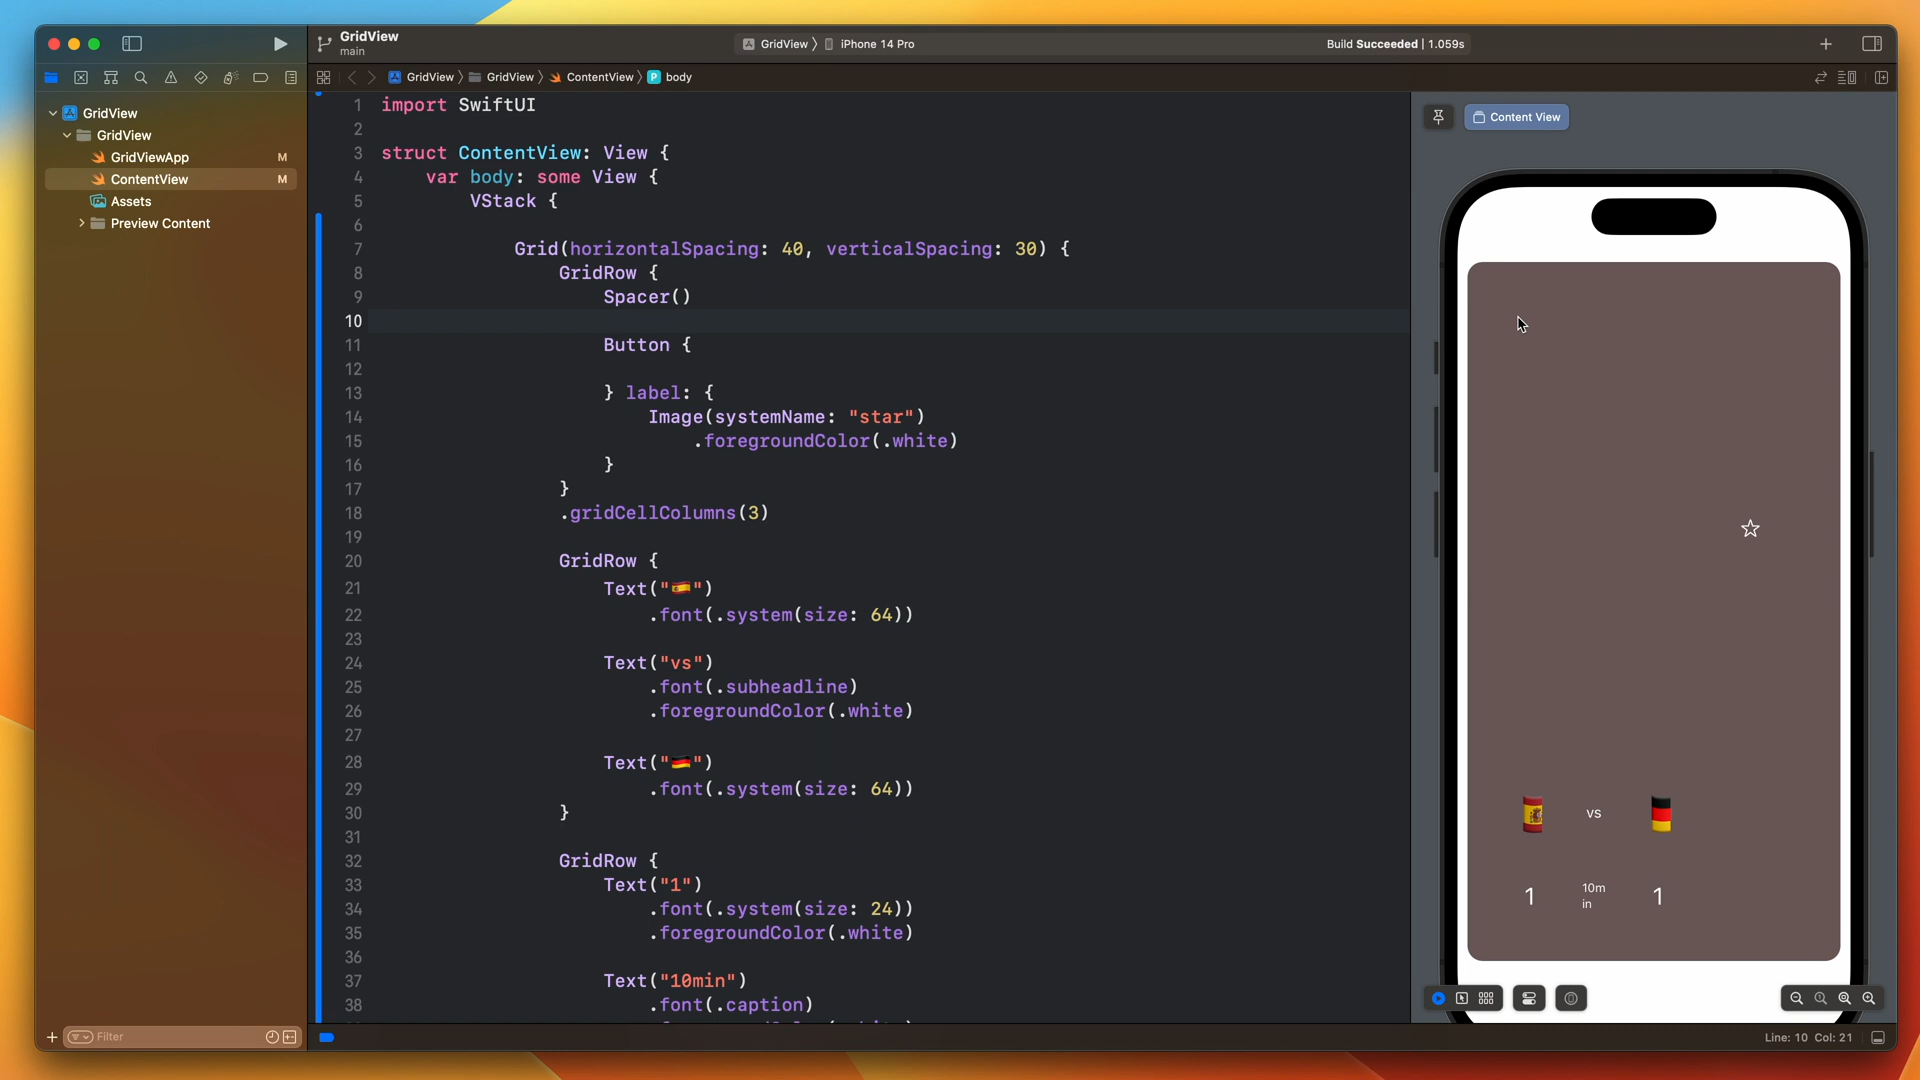 GridView
main
GridView 〉 iPhone 14 Pro
Build Succeeded | 1.059s
GridView 〉 GridView 〉 ContentView 〉 P body
GridView
GridView
GridViewApp M
ContentView M
Assets
Preview Content
1 import SwiftUI
2
3 struct ContentView: View {
4 var body: some View {
5 VStack {
6
7 Grid(horizontalSpacing: 40, verticalSpacing: 30) {
8 GridRow {
9 Spacer()
10
11 Button {
12
13 } label: {
14 Image(systemName: "star")
15 .foregroundColor(.white)
16 }
17 }
18 .gridCellColumns(3)
19
20 GridRow {
21 Text("🇪🇸")
22 .font(.system(size: 64))
23
24 Text("vs")
25 .font(.subheadline)
26 .foregroundColor(.white)
27
28 Text("🇩🇪")
29 .font(.system(size: 64))
30 }
31
32 GridRow {
33 Text("1")
34 .font(.system(size: 24))
35 .foregroundColor(.white)
36
37 Text("10min")
38 .font(.caption)
Content View
vs
1 10m
in 1
Filter
Line: 10 Col: 21